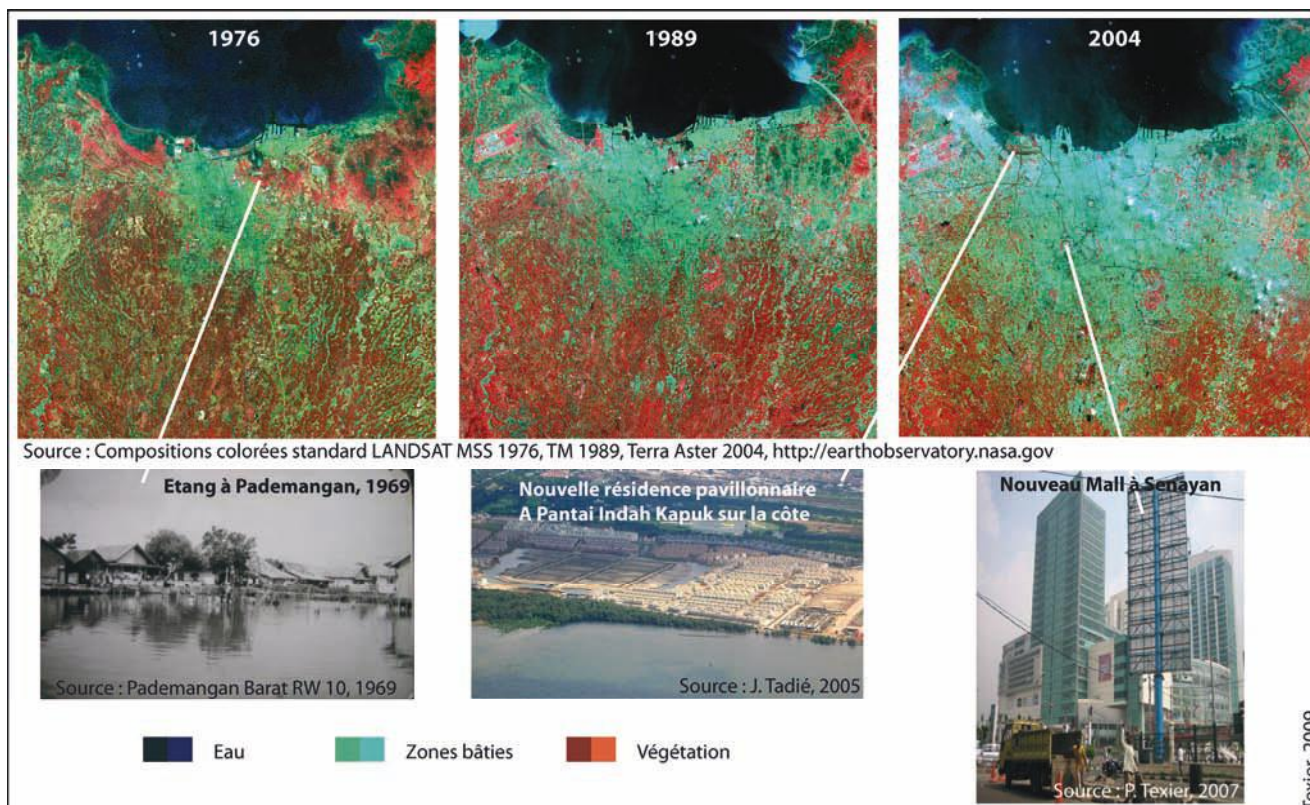 1976
1989
2004
Source : Compositions colorées standard LANDSAT MSS 1976, TM 1989, Terra Aster 2004, http://earthobservatory.nasa.gov
Etang à Pademangan, 1969
Source : Pademangan Barat RW 10, 1969
Nouvelle résidence pavillonnaire
A Pantai Indah Kapuk sur la côte
Source : J. Tadié, 2005
Nouveau Mall à Senayan
Source : P. Texier, 2007
Eau
Zones bâties
Végétation
Texier, 2009